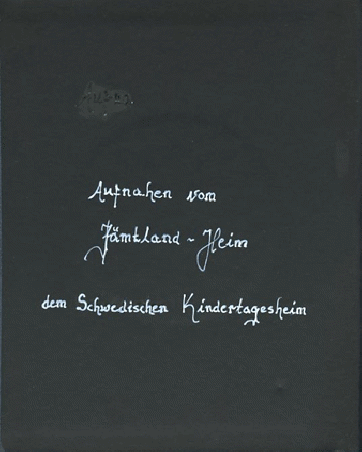 Aufnahen vom
Jämtland - Heim
dem Schwedischen Kindertagesheim